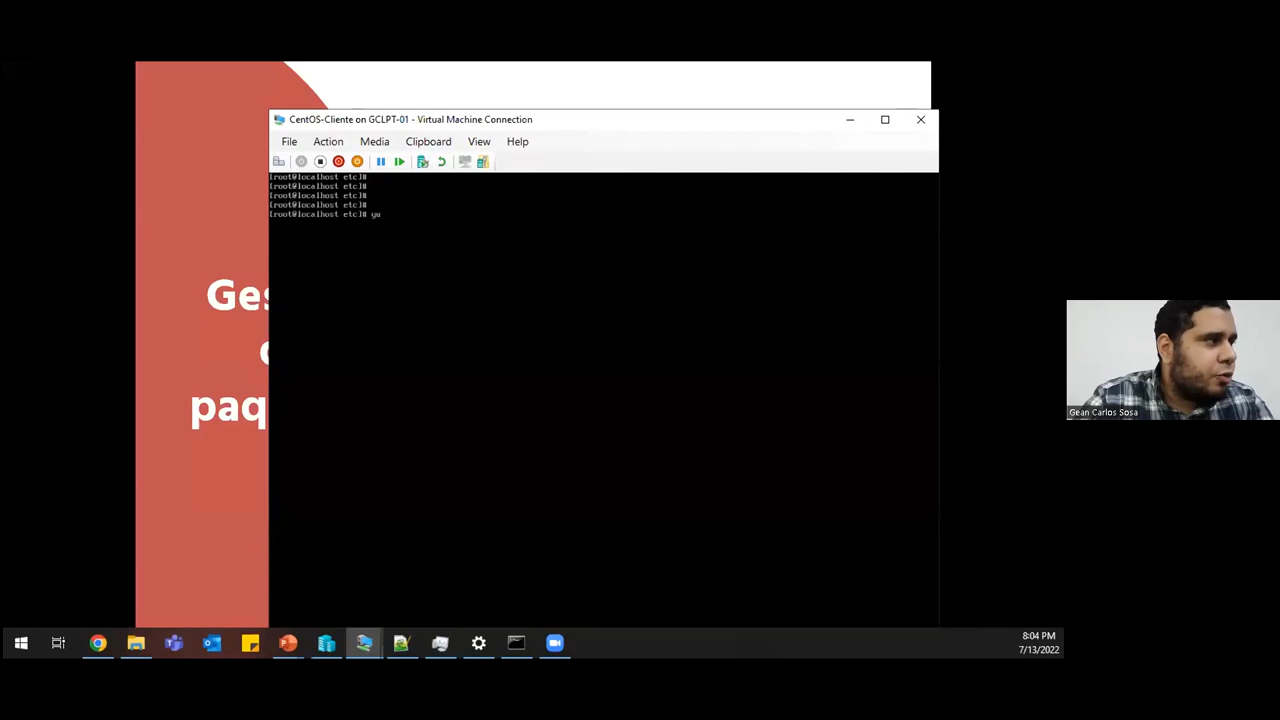 CentOS-Cliente on GCLPT-01 - Virtual Machine Connection
File Action Media Clipboard View Help
[root@localhost etc]#
[root@localhost etc]#
[root@localhost etc]#
[root@localhost etc]#
[root@localhost etc]# yu
Ges
paq
Gean Carlos Sosa
8:04 PM
7/13/2022